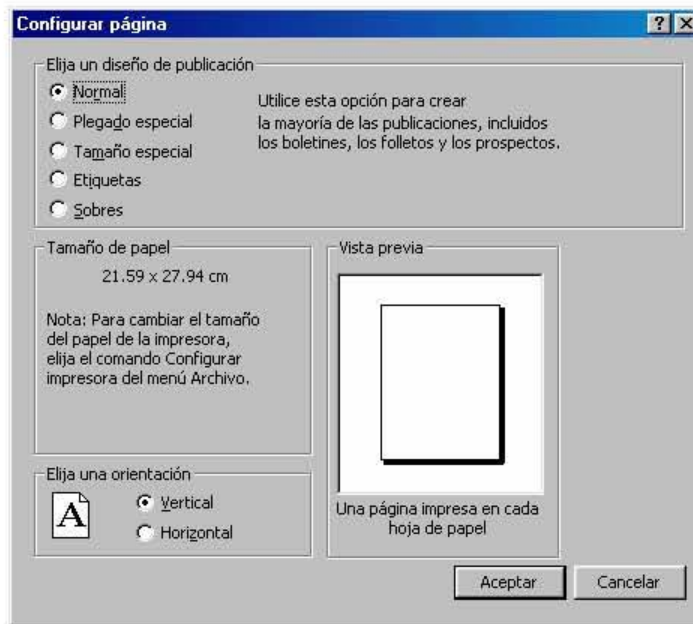 Configurar página
Elija un diseño de publicación
Normal
Plegado especial
Tamaño especial
Etiquetas
Sobres
Utilice esta opción para crear
la mayoría de las publicaciones, incluidos
los boletines, los folletos y los prospectos.
Tamaño de papel
21.59 x 27.94 cm
Nota: Para cambiar el tamaño
del papel de la impresora,
elija el comando Configurar
impresora del menú Archivo.
Vista previa
Una página impresa en cada
hoja de papel
Elija una orientación
A
Vertical
Horizontal
Aceptar
Cancelar